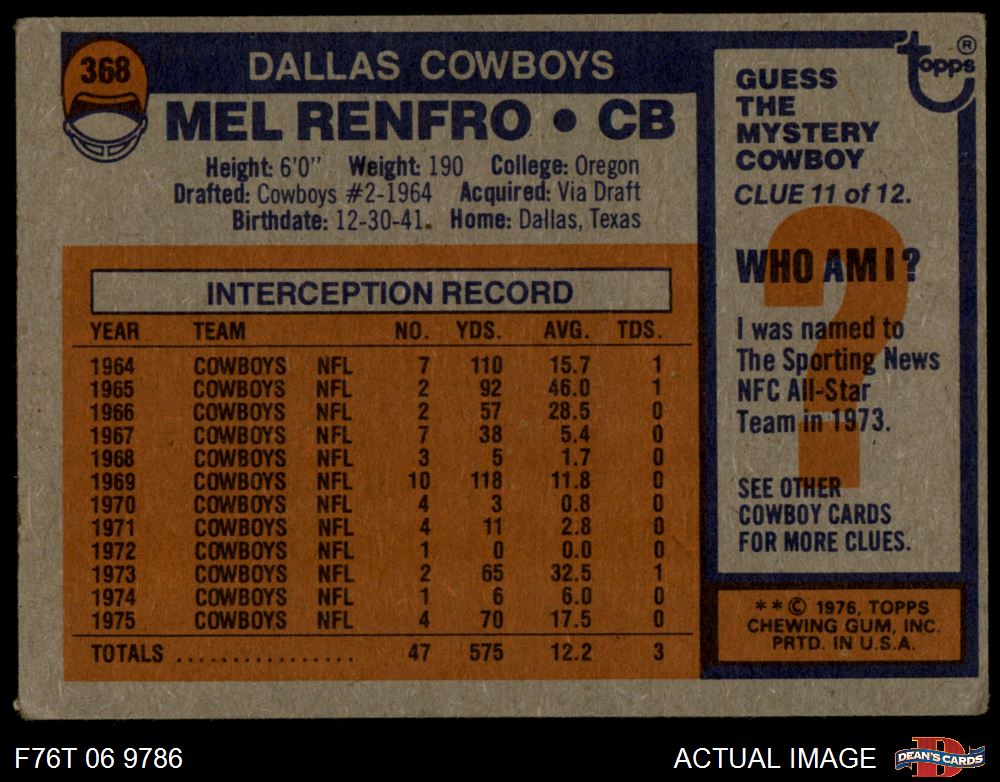 368
DALLAS COWBOYS
MEL RENFRO • CB
Height: 6'0" Weight: 190 College: Oregon
Drafted: Cowboys #2-1964 Acquired: Via Draft
Birthdate: 12-30-41. Home: Dallas, Texas
INTERCEPTION RECORD
YEAR TEAM NO. YDS. AVG. TDS.
1964 COWBOYS NFL 7 110 15.7 1
1965 COWBOYS NFL 2 92 46.0 1
1966 COWBOYS NFL 2 57 28.5 0
1967 COWBOYS NFL 7 38 5.4 0
1968 COWBOYS NFL 3 5 1.7 0
1969 COWBOYS NFL 10 118 11.8 0
1970 COWBOYS NFL 4 3 0.8 0
1971 COWBOYS NFL 4 11 2.8 0
1972 COWBOYS NFL 1 0 0.0 0
1973 COWBOYS NFL 2 65 32.5 1
1974 COWBOYS NFL 1 6 6.0 0
1975 COWBOYS NFL 4 70 17.5 0
TOTALS ................ 47 575 12.2 3
topps ®
GUESS
THE
MYSTERY
COWBOY
CLUE 11 of 12.
?
WHO AM I?
I was named to
The Sporting News
NFC All-Star
Team in 1973.
SEE OTHER
COWBOY CARDS
FOR MORE CLUES.
** © 1976, TOPPS
CHEWING GUM, INC.
PRTD. IN U.S.A.
F76T 06 9786
ACTUAL IMAGE
D
DEAN'S CARDS